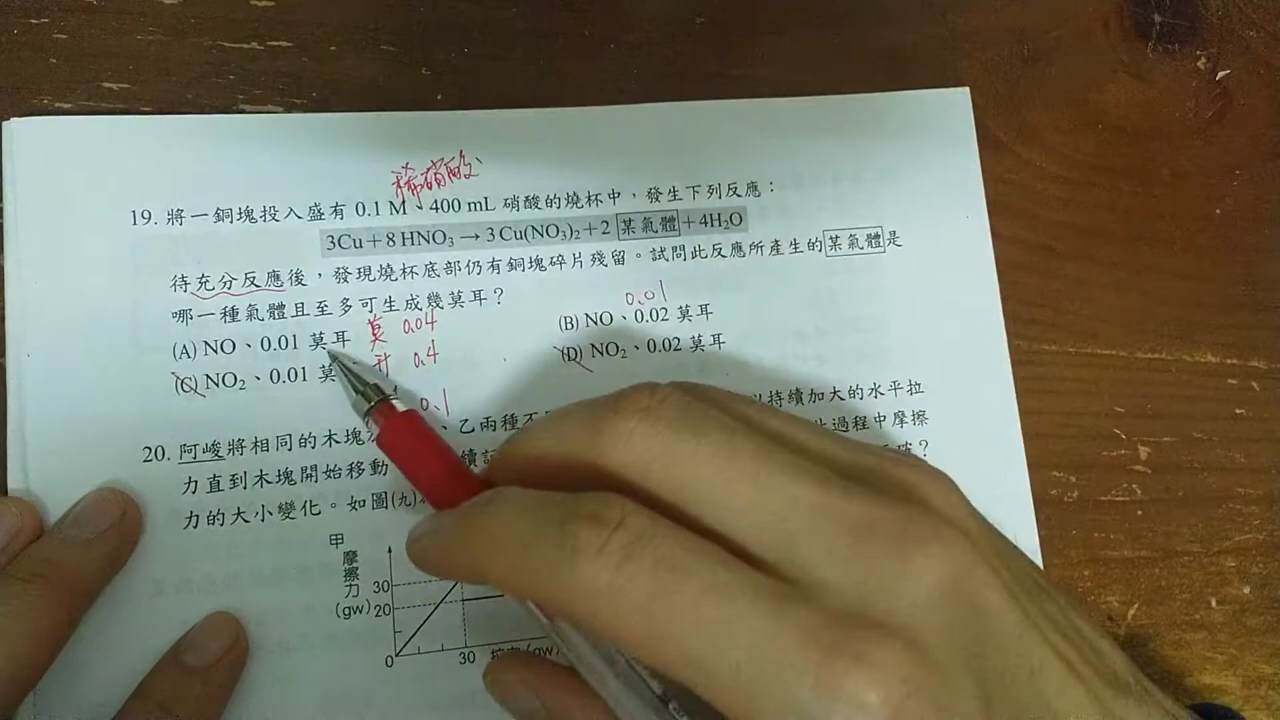 稀硝酸
19. 將一銅塊投入盛有 0.1 M、400 mL 硝酸的燒杯中，發生下列反應：
3Cu＋8HNO₃→3Cu(NO₃)₂＋2 某氣體＋4H₂O
待充分反應後，發現燒杯底部仍有銅塊碎片殘留。試問此反應所產生的某氣體是
哪一種氣體且至多可生成幾莫耳？
0.01
(A) NO、0.01 莫耳 莫 0.04 (B) NO、0.02 莫耳
(C) NO₂、0.01 莫 升 0.4 (D) NO₂、0.02 莫耳
0.1
20. 阿峻將相同的木塊 、乙兩種不 以持續加大的水平拉
力直到木塊開始移動 續 此過程中摩擦
力的大小變化。如圖(九) 確？
甲
摩擦力
(gw)
30
20
0 30 (gw)